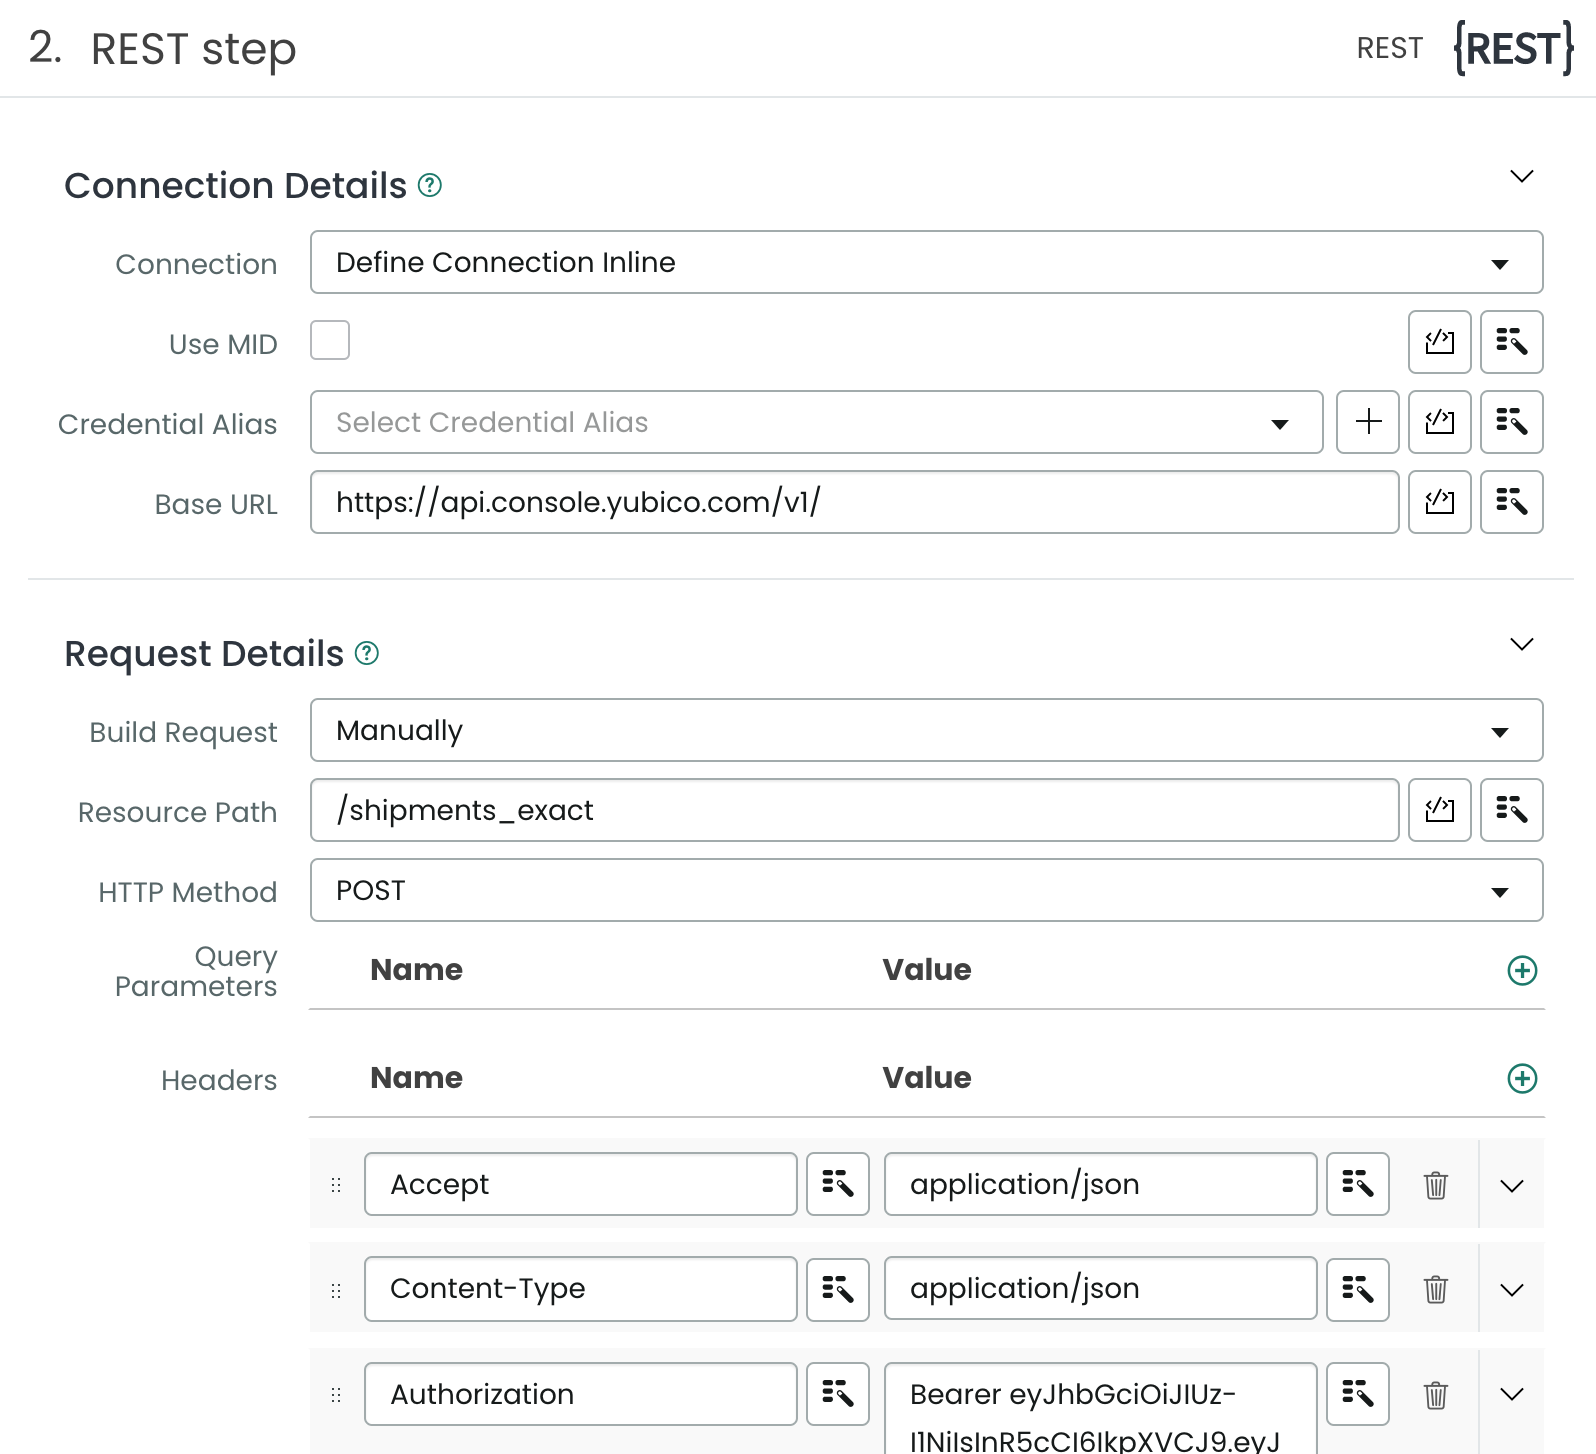 2. REST step REST {REST}
Connection Details ?
Connection Define Connection Inline
Use MID
Credential Alias Select Credential Alias
Base URL https://api.console.yubico.com/v1/
Request Details ?
Build Request Manually
Resource Path /shipments_exact
HTTP Method POST
Query
Parameters
Name Value
Headers Name Value
Accept application/json
Content-Type application/json
Authorization Bearer eyJhbGciOiJIUz-
I1NiIsInR5cCI6IkpXVCJ9.eyJ